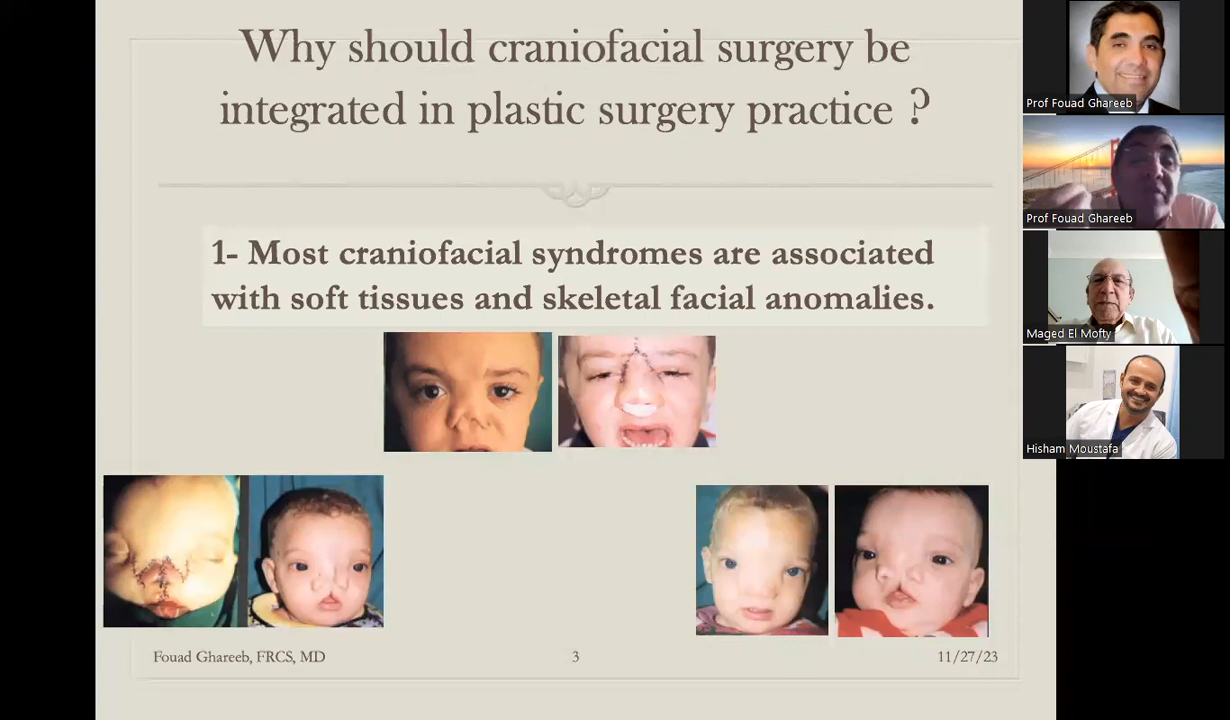 Why should craniofacial surgery be
integrated in plastic surgery practice ?
1- Most craniofacial syndromes are associated
with soft tissues and skeletal facial anomalies.
Fouad Ghareeb, FRCS, MD
3
11/27/23
Prof Fouad Ghareeb
Prof Fouad Ghareeb
Maged El Mofty
Hisham Moustafa